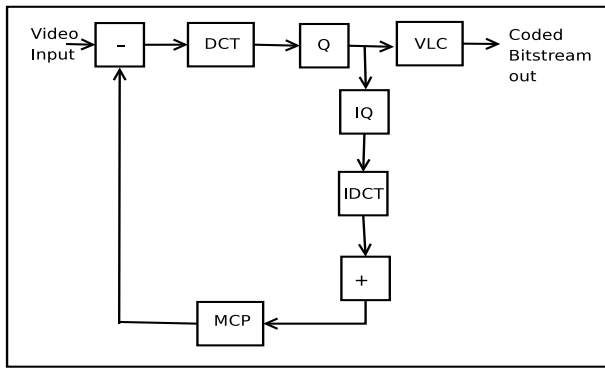 Video
Input
–
DCT
Q
VLC
Coded
Bitstream
out
IQ
IDCT
+
MCP